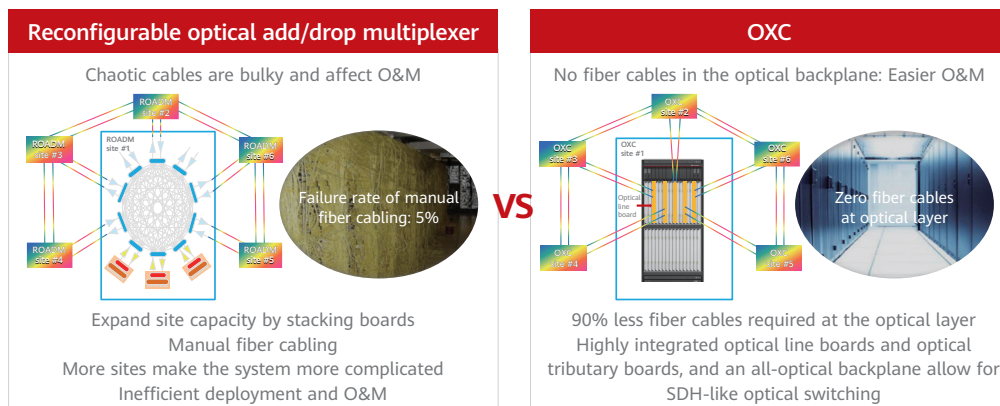 Reconfigurable optical add/drop multiplexer
Chaotic cables are bulky and affect O&M
ROADM
site #2
ROADM
site #3
ROADM
site #1
ROADM
site #6
Failure rate of manual
fiber cabling: 5%
ROADM
site #4
ROADM
site #5
Expand site capacity by stacking boards
Manual fiber cabling
More sites make the system more complicated
Inefficient deployment and O&M
VS
OXC
No fiber cables in the optical backplane: Easier O&M
OXC
site #2
OXC
site #3
OXC
site #1
OXC
site #6
Optical
line
board
Zero fiber cables
at optical layer
OXC
site #4
OXC
site #5
90% less fiber cables required at the optical layer
Highly integrated optical line boards and optical
tributary boards, and an all-optical backplane allow for
SDH-like optical switching